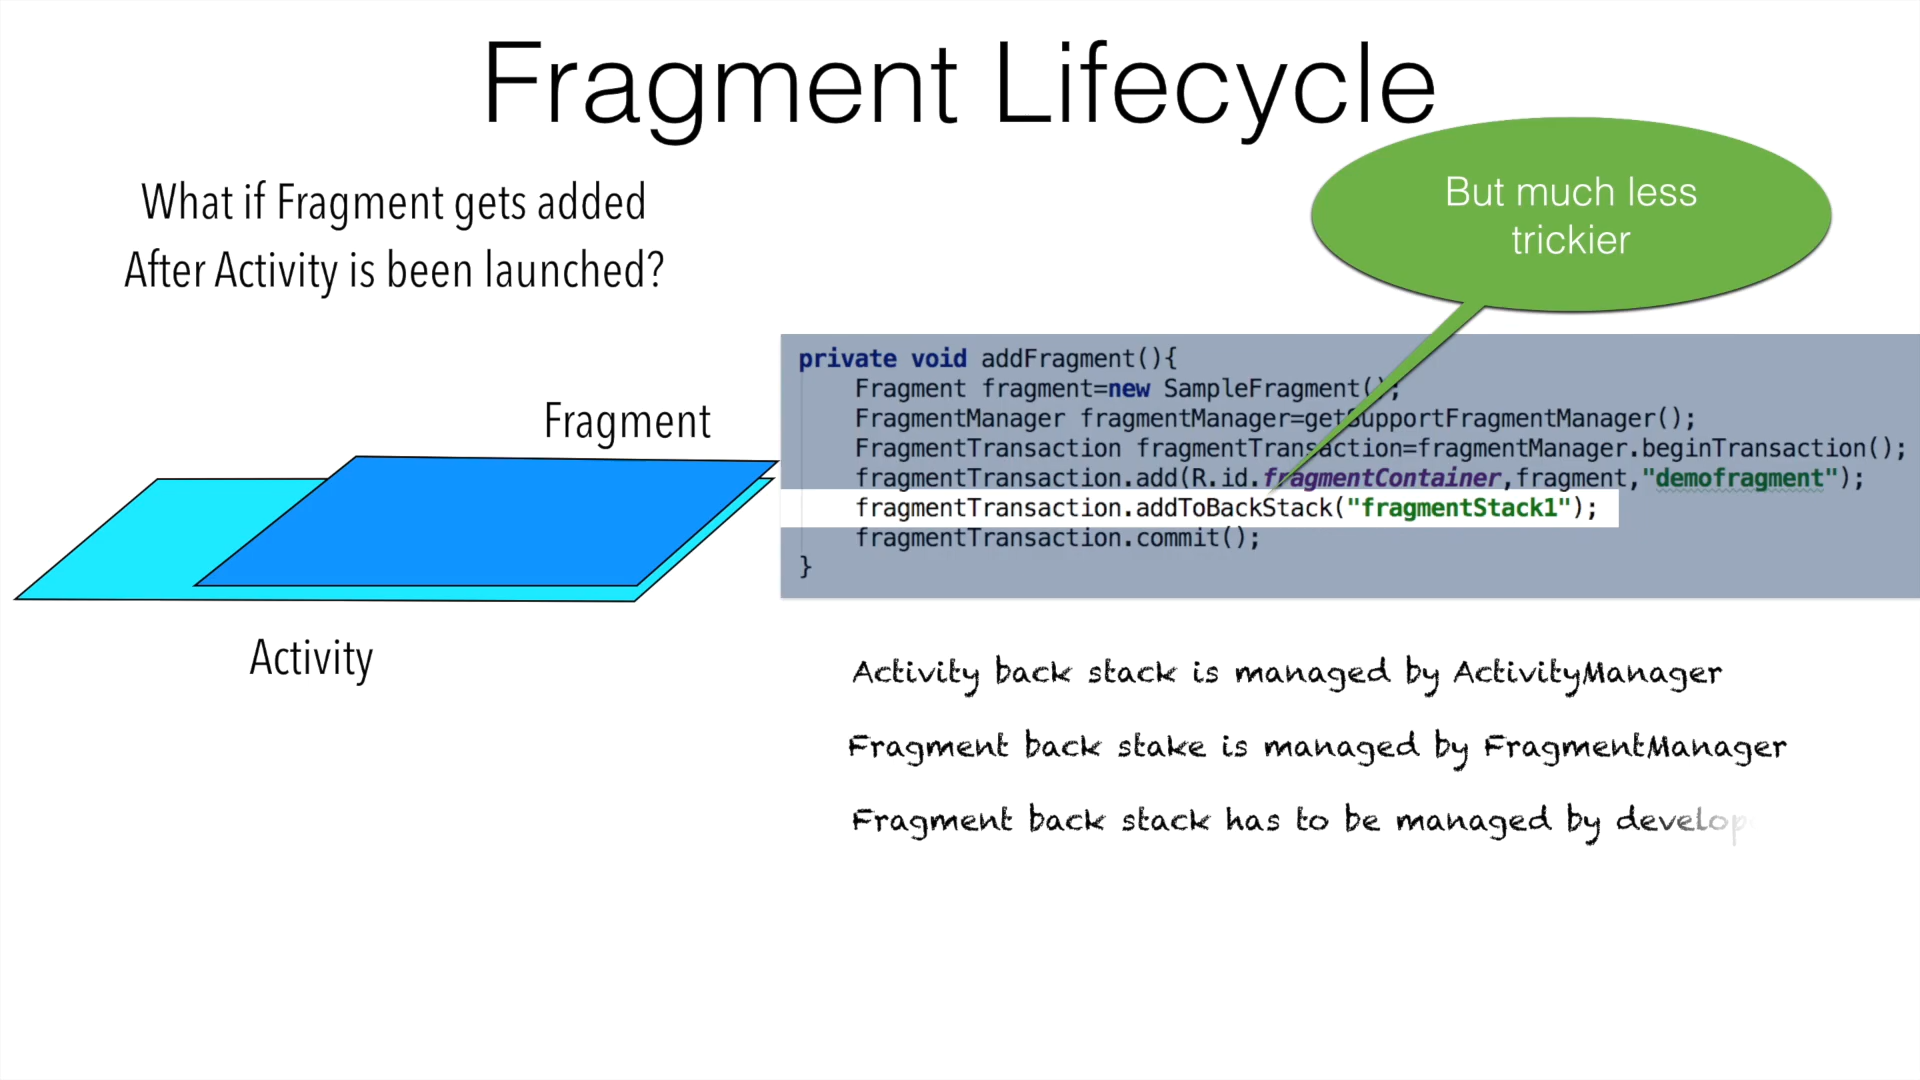 Fragment Lifecycle
What if Fragment gets added
After Activity is been launched?
But much less
trickier
private void addFragment(){
Fragment fragment=new SampleFragment();
FragmentManager fragmentManager=getSupportFragmentManager();
FragmentTransaction fragmentTransaction=fragmentManager.beginTransaction();
fragmentTransaction.add(R.id.fragmentContainer,fragment,"demofragment");
fragmentTransaction.addToBackStack("fragmentStack1");
fragmentTransaction.commit();
}
Fragment
Activity
Activity back stack is managed by ActivityManager
Fragment back stake is managed by FragmentManager
Fragment back stack has to be managed by develop